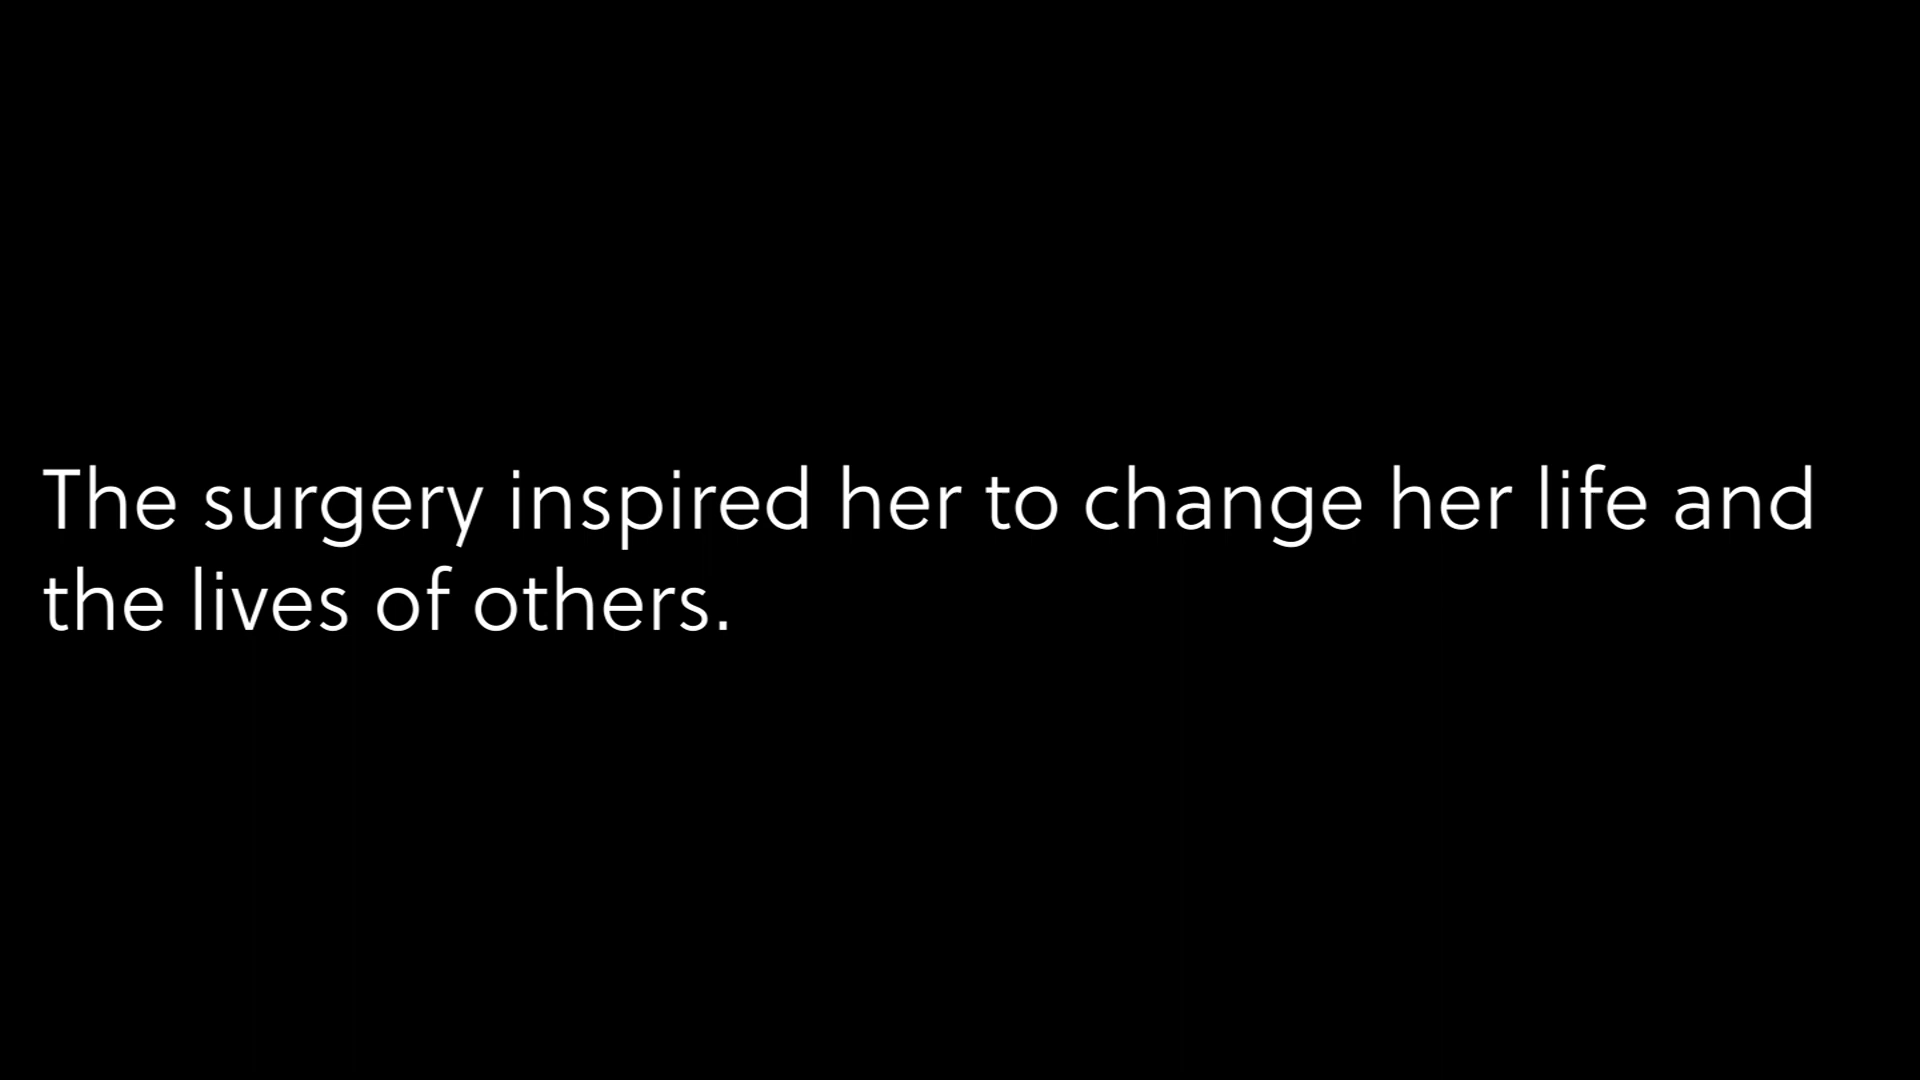 The surgery inspired her to change her life and
the lives of others.